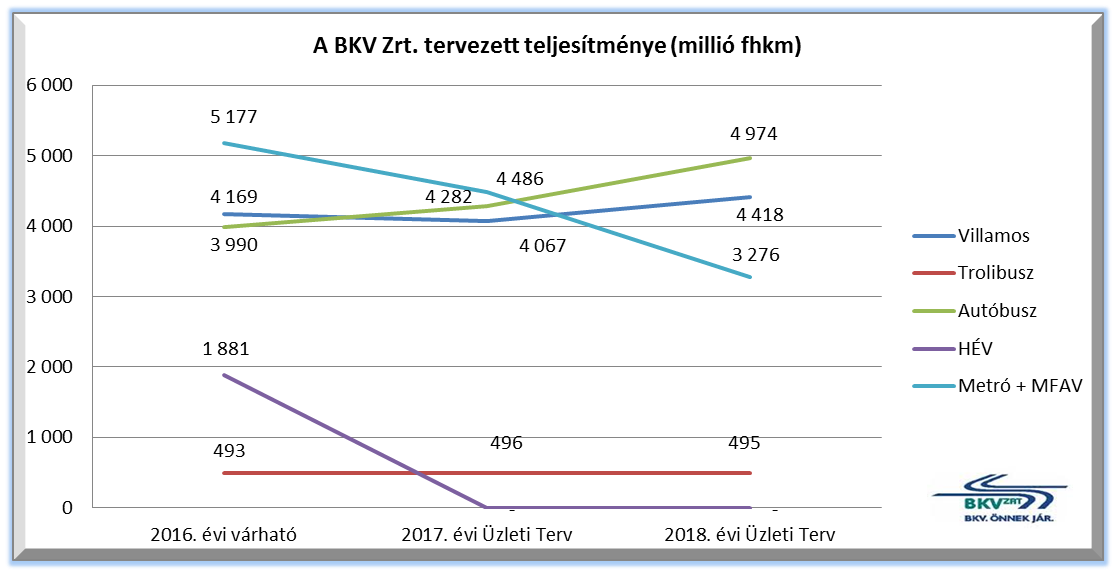 A BKV Zrt. tervezett teljesítménye (millió fhkm)
6 000
5 000
4 000
3 000
2 000
1 000
0
5 177
4 169
3 990
1 881
493
4 486
4 282
4 067
496
-
4 974
4 418
3 276
495
-
2016. évi várható
2017. évi Üzleti Terv
2018. évi Üzleti Terv
Villamos
Trolibusz
Autóbusz
HÉV
Metró + MFAV
BKV ZRT
BKV. ÖNNEK JÁR.